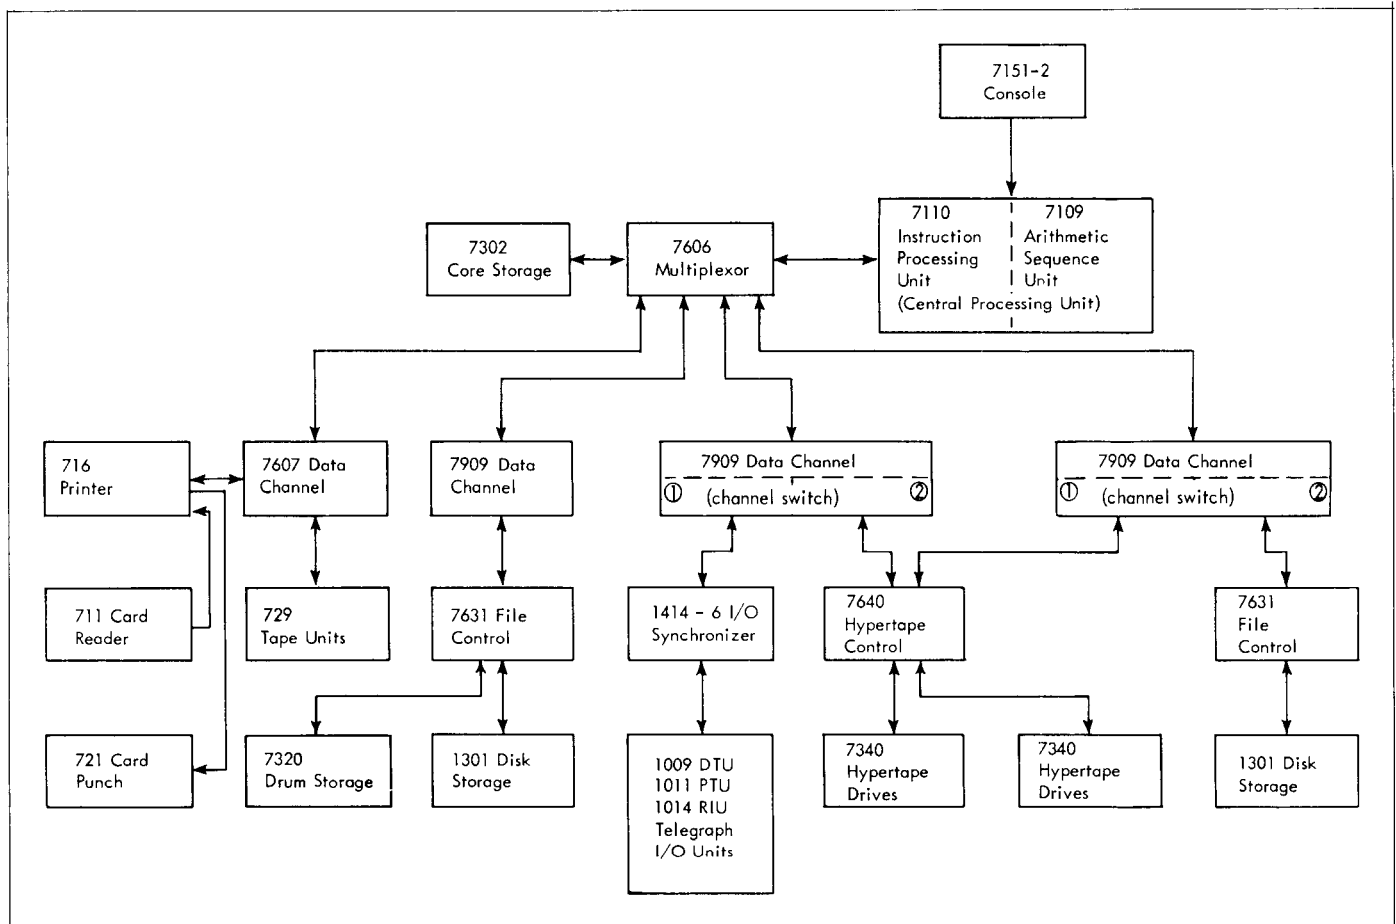 7151-2
Console
7110
Instruction
Processing
Unit
7109
Arithmetic
Sequence
Unit
(Central Processing Unit)
7302
Core Storage
7606
Multiplexor
716
Printer
7607 Data
Channel
7909 Data
Channel
7909 Data Channel
① (channel switch) ②
7909 Data Channel
① (channel switch) ②
711 Card
Reader
729
Tape Units
7631 File
Control
1414 - 6 I/O
Synchronizer
7640
Hypertape
Control
7631
File
Control
721 Card
Punch
7320
Drum Storage
1301 Disk
Storage
1009 DTU
1011 PTU
1014 RIU
Telegraph
I/O Units
7340
Hypertape
Drives
7340
Hypertape
Drives
1301 Disk
Storage